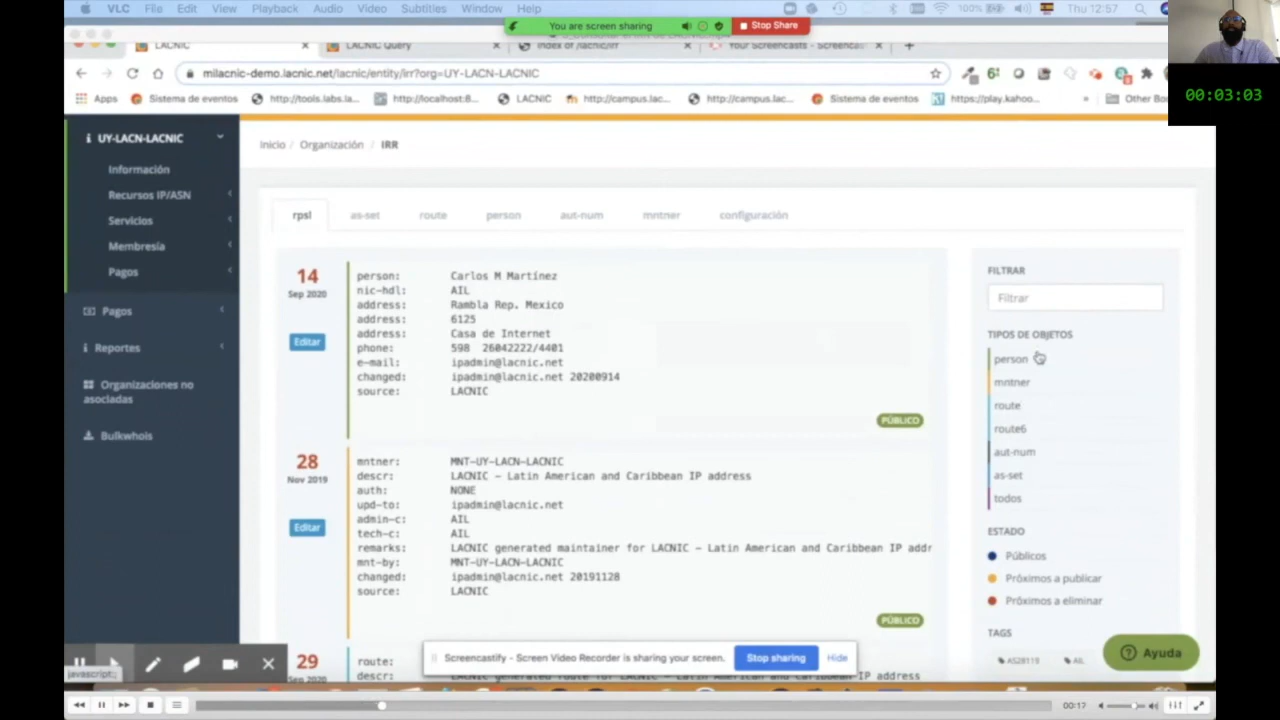 VLC File Edit View Playback Audio Video Subtitles Window Help 100% Thu 12:57
You are screen sharing Stop Share
LACNIC LACNIC Query Index of /lacnic/irr Your Screencasts - Screencas
milacnic-demo.lacnic.net/lacnic/entity/irr?org=UY-LACN-LACNIC
Apps Sistema de eventos http://tools.labs.la... http://localhost:8... LACNIC http://campus.lac... http://campus.lac... Sistema de eventos https://play.kahoo... » Other Bo
00:03:03
UY-LACN-LACNIC
Información
Recursos IP/ASN
Servicios
Membresía
Pagos
Pagos
Reportes
Organizaciones no
asociadas
Bulkwhois
Inicio / Organización / IRR
rpsl as-set route person aut-num mntner configuración
14
Sep 2020
Editar
person: Carlos M Martínez
nic-hdl: AIL
address: Rambla Rep. Mexico
address: 6125
address: Casa de Internet
phone: 598 26042222/4401
e-mail: ipadmin@lacnic.net
changed: ipadmin@lacnic.net 20200914
source: LACNIC
PÚBLICO
28
Nov 2019
Editar
mntner: MNT-UY-LACN-LACNIC
descr: LACNIC - Latin American and Caribbean IP address
auth: NONE
upd-to: ipadmin@lacnic.net
admin-c: AIL
tech-c: AIL
remarks: LACNIC generated maintainer for LACNIC - Latin American and Caribbean IP addr
mnt-by: MNT-UY-LACN-LACNIC
changed: ipadmin@lacnic.net 20191128
source: LACNIC
PÚBLICO
29
Sep 2020
route:
descr:
address
FILTRAR
Filtrar
TIPOS DE OBJETOS
person
mntner
route
route6
aut-num
as-set
todos
ESTADO
Públicos
Próximos a publicar
Próximos a eliminar
TAGS
AS28119 AIL
Ayuda
Screencastify - Screen Video Recorder is sharing your screen. Stop sharing Hide
javascript:;
00:17